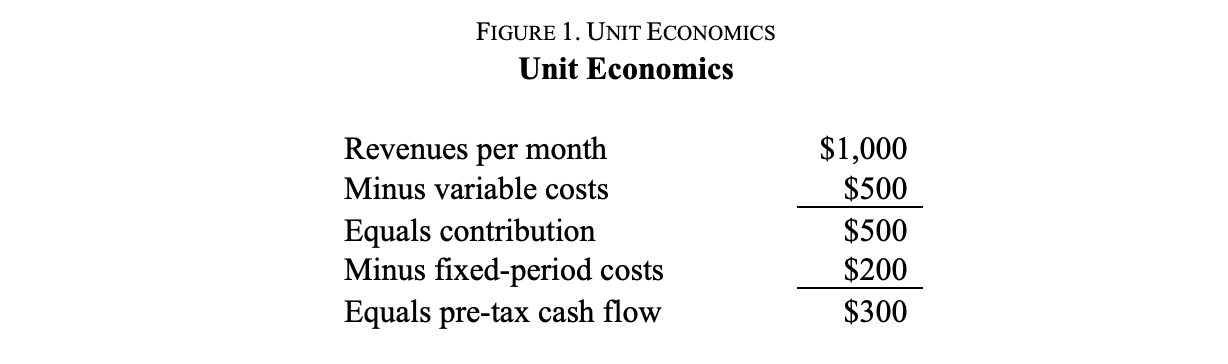 FIGURE 1. UNIT ECONOMICS
Unit Economics
Revenues per month $1,000
Minus variable costs $500
Equals contribution $500
Minus fixed-period costs $200
Equals pre-tax cash flow $300